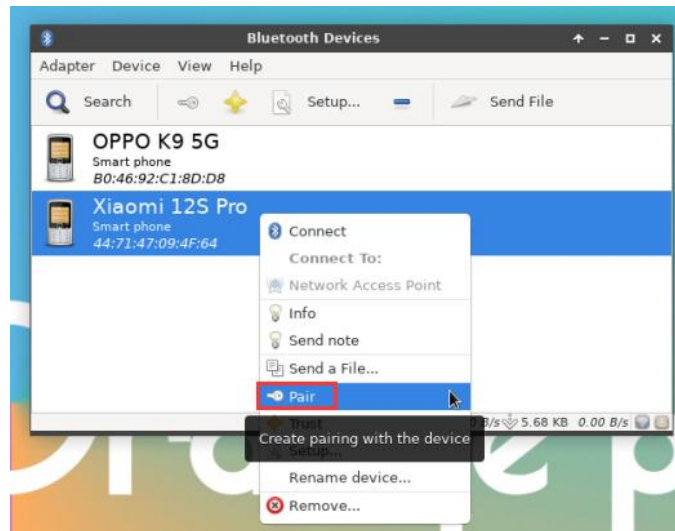 Bluetooth Devices
Adapter Device View Help
Search Setup... Send File
OPPO K9 5G
Smart phone
B0:46:92:C1:8D:D8
Xiaomi 12S Pro
Smart phone
44:71:47:09:4F:64
Connect
Connect To:
Network Access Point
Info
Send note
Send a File...
Pair
Trust
B/s 5.68 KB 0.00 B/s
Create pairing with the device
Setup...
Rename device...
Remove...